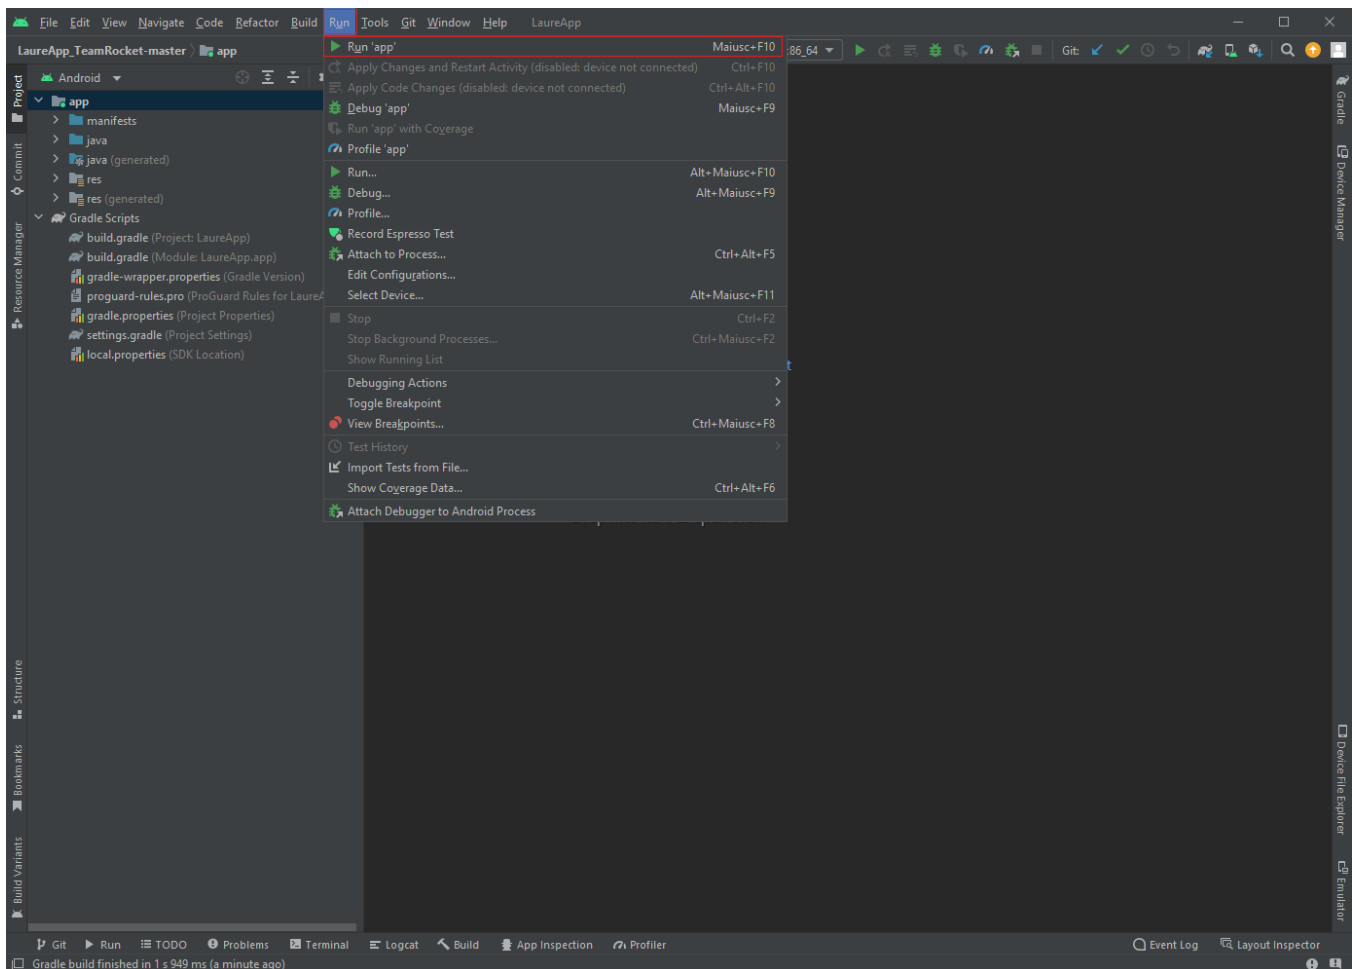 File Edit View Navigate Code Refactor Build Run Tools Git Window Help LaureApp
LaureApp_TeamRocket-master app
:86_64
Git:
Android
Run 'app' Maiusc+F10
Apply Changes and Restart Activity (disabled: device not connected) Ctrl+F10
Apply Code Changes (disabled: device not connected) Ctrl+Alt+F10
Debug 'app' Maiusc+F9
Run 'app' with Coverage
Profile 'app'
Run... Alt+Maiusc+F10
Debug... Alt+Maiusc+F9
Profile...
Record Espresso Test
Attach to Process... Ctrl+Alt+F5
Edit Configurations...
Select Device... Alt+Maiusc+F11
Stop Ctrl+F2
Stop Background Processes... Ctrl+Maiusc+F2
Show Running List
Debugging Actions
Toggle Breakpoint
View Breakpoints... Ctrl+Maiusc+F8
Test History
Import Tests from File...
Show Coverage Data... Ctrl+Alt+F6
Attach Debugger to Android Process
app
manifests
java
java (generated)
res
res (generated)
Gradle Scripts
build.gradle (Project: LaureApp)
build.gradle (Module: LaureApp.app)
gradle-wrapper.properties (Gradle Version)
proguard-rules.pro (ProGuard Rules for LaureA
gradle.properties (Project Properties)
settings.gradle (Project Settings)
local.properties (SDK Location)
Project
Commit
Resource Manager
Structure
Bookmarks
Build Variants
Gradle
Device Manager
Device File Explorer
Emulator
Git Run TODO Problems Terminal Logcat Build App Inspection Profiler Event Log Layout Inspector
Gradle build finished in 1 s 949 ms (a minute ago)